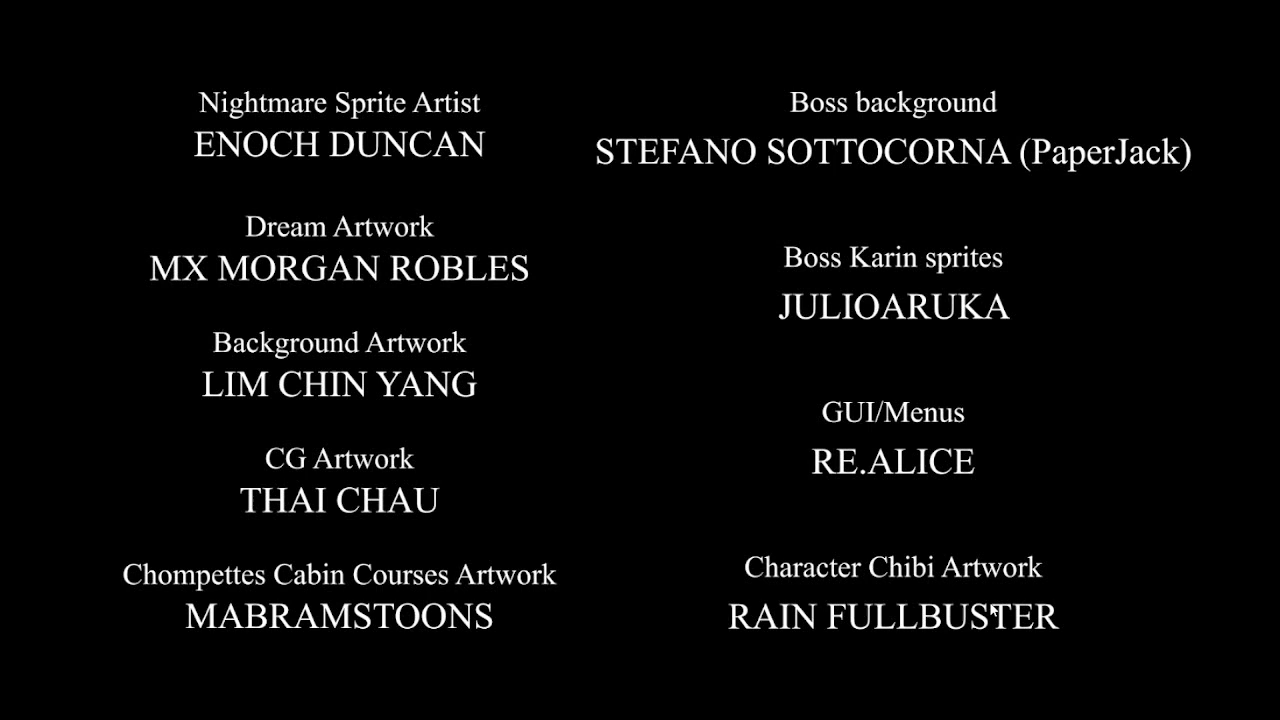 Nightmare Sprite Artist
ENOCH DUNCAN
Dream Artwork
MX MORGAN ROBLES
Background Artwork
LIM CHIN YANG
CG Artwork
THAI CHAU
Chompettes Cabin Courses Artwork
MABRAMSTOONS
Boss background
STEFANO SOTTOCORNA (PaperJack)
Boss Karin sprites
JULIOARUKA
GUI/Menus
RE.ALICE
Character Chibi Artwork
RAIN FULLBUSTER